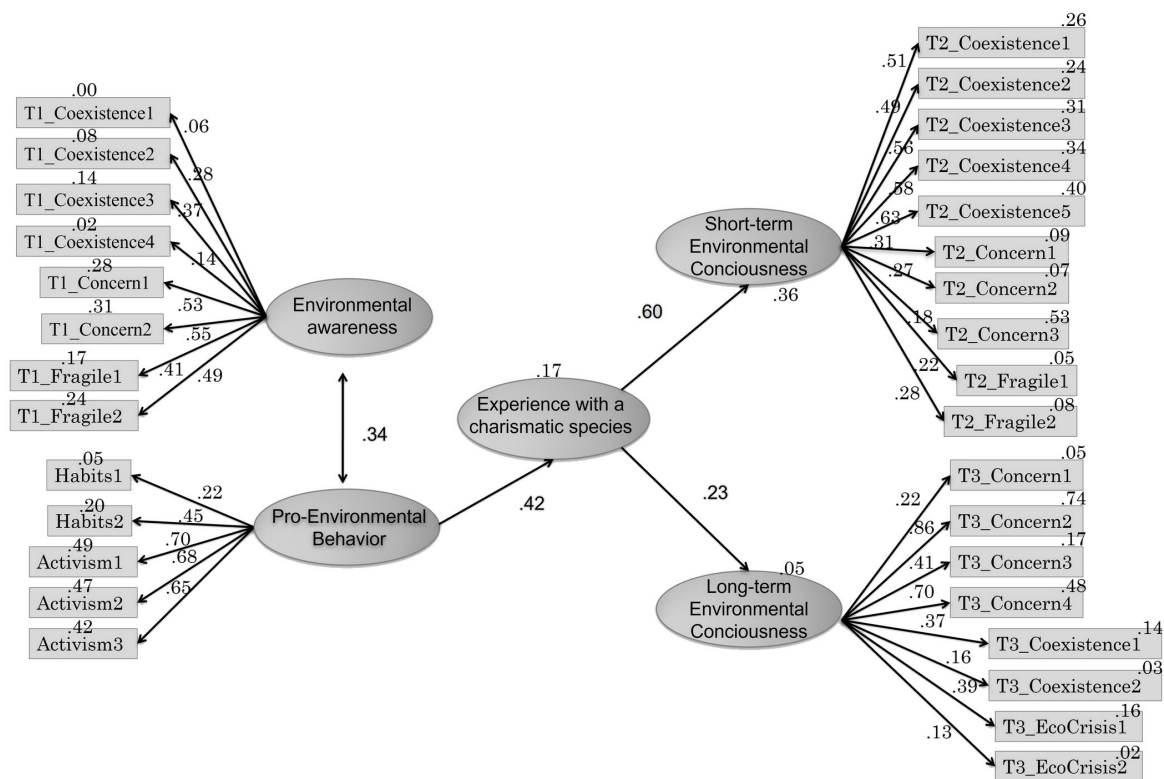 .00
T1_Coexistence1
.06
.08
T1_Coexistence2
.28
.14
T1_Coexistence3
.37
.02
T1_Coexistence4
.14
.28
T1_Concern1
.53
.31
T1_Concern2
.55
.17
T1_Fragile1
.41
.49
.24
T1_Fragile2
Environmental
awareness
.34
.05
Habits1
.22
.20
Habits2
.45
.49
Activism1
.70
.68
.47
Activism2
.65
.42
Activism3
Pro-Environmental
Behavior
.42
.17
Experience with a
charismatic species
.60
.23
Short-term
Environmental
Conciousness
.36
.26
T2_Coexistence1
.51
.24
T2_Coexistence2
.49
.31
T2_Coexistence3
.56
.34
T2_Coexistence4
.58
.40
T2_Coexistence5
.63
.09
T2_Concern1
.31
.07
T2_Concern2
.27
.53
T2_Concern3
.18
.05
T2_Fragile1
.22
.08
T2_Fragile2
.28
.05
Long-term
Environmental
Conciousness
.05
T3_Concern1
.22
.74
T3_Concern2
.86
.17
T3_Concern3
.41
.48
T3_Concern4
.70
.14
T3_Coexistence1
.37
.03
T3_Coexistence2
.16
.16
T3_EcoCrisis1
.39
.02
T3_EcoCrisis2
.13